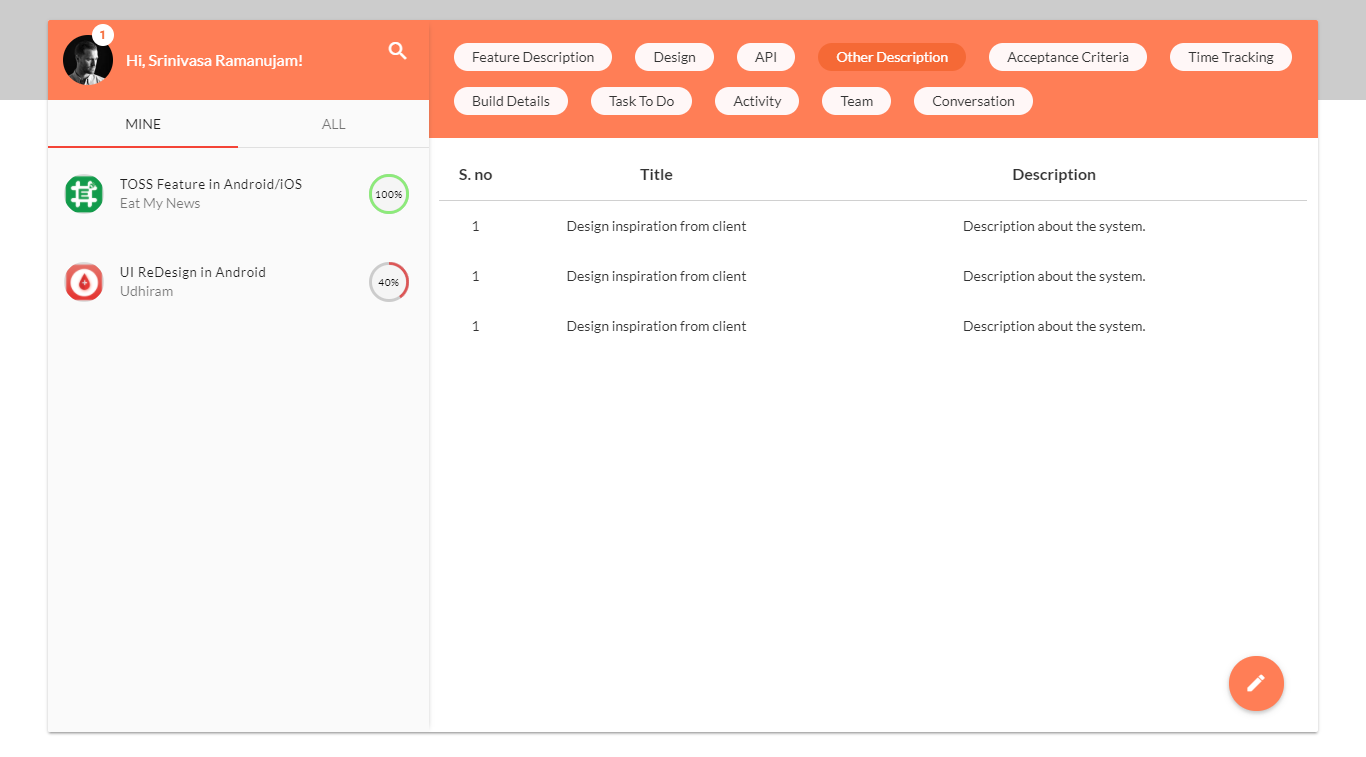 1
Hi, Srinivasa Ramanujam!
MINE ALL
TOSS Feature in Android/iOS
Eat My News
100%
UI ReDesign in Android
Udhiram
40%
Feature Description Design API Other Description Acceptance Criteria Time Tracking
Build Details Task To Do Activity Team Conversation
S. no Title Description
1 Design inspiration from client Description about the system.
1 Design inspiration from client Description about the system.
1 Design inspiration from client Description about the system.